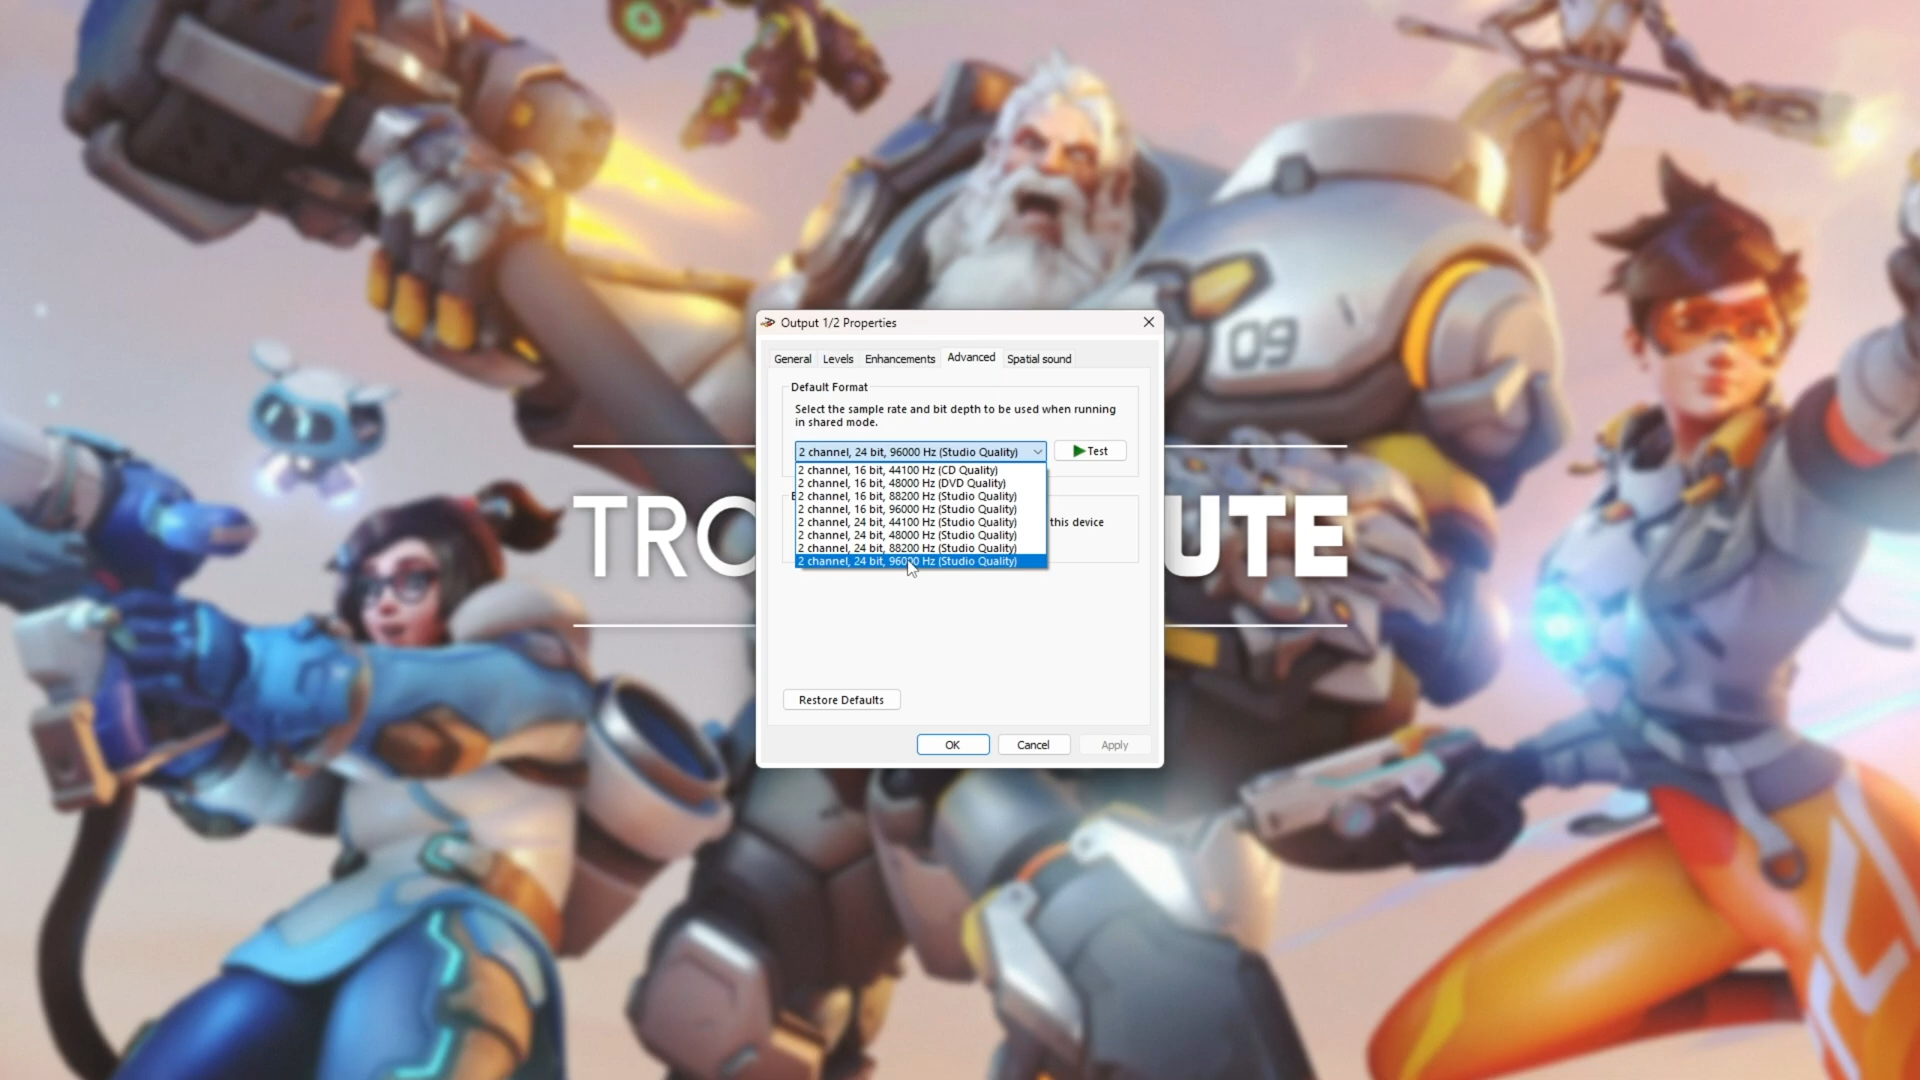 Output 1/2 Properties
General Levels Enhancements Advanced Spatial sound
Default Format
Select the sample rate and bit depth to be used when running
in shared mode.
2 channel, 24 bit, 96000 Hz (Studio Quality)
Test
2 channel, 16 bit, 44100 Hz (CD Quality)
2 channel, 16 bit, 48000 Hz (DVD Quality)
2 channel, 16 bit, 88200 Hz (Studio Quality)
2 channel, 16 bit, 96000 Hz (Studio Quality)
2 channel, 24 bit, 44100 Hz (Studio Quality)
this device
2 channel, 24 bit, 48000 Hz (Studio Quality)
2 channel, 24 bit, 88200 Hz (Studio Quality)
2 channel, 24 bit, 96000 Hz (Studio Quality)
Restore Defaults
OK Cancel Apply
TRO
UTE
09